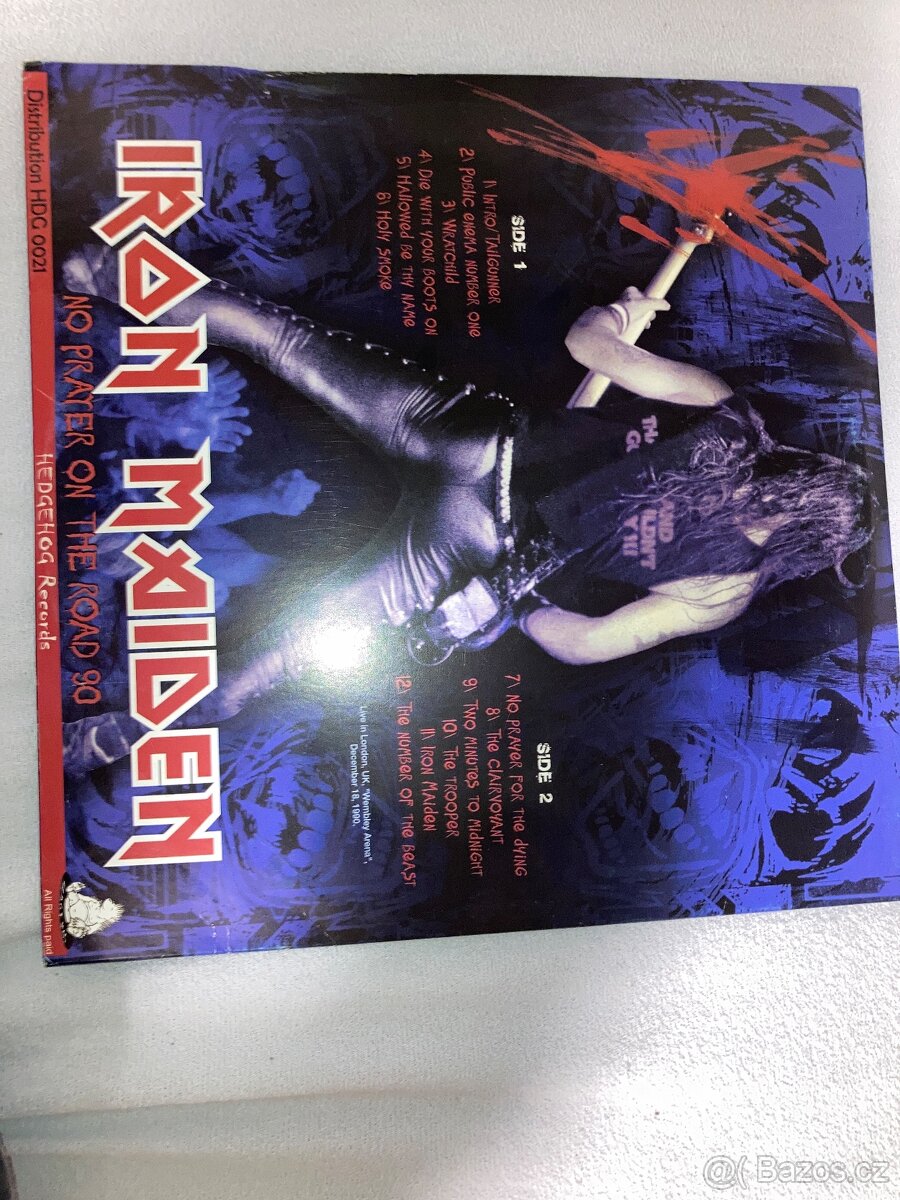 SIDE 1
1\ Intro/Tailgunner
2\ Public enema number one
3\ Wratchild
4\ Die with your boots on
5\ Hallowed be thy name
6\ Holy smoke
SIDE 2
7\ No prayer for the dying
8\ The clairvoyant
9\ Two minutes to midnight
10\ The trooper
11\ Iron Maiden
12\ The number of the beast
Live in London, UK, "Wembley Arena",
December 18, 1990.
IRON MAIDEN
NO PRAYER ON THE ROAD 90
Distribution HDG 0021
HEDGEHOG Records
All Rights paid
@( Bazos.cz